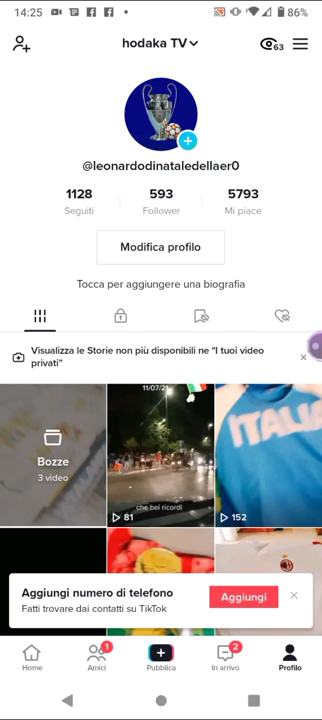 14:25 86%
hodaka TV
63
@leonardodinataledellaer0
1128 593 5793
Seguiti Follower Mi piace
Modifica profilo
Tocca per aggiungere una biografia
Visualizza le Storie non più disponibili ne "I tuoi video
privati"
Bozze
3 video
11/07/21
che bei ricordi
81
ITALIA
152
Aggiungi numero di telefono
Fatti trovare dai contatti su TikTok
Aggiungi
1
2
Home Amici Pubblica In arrivo Profilo